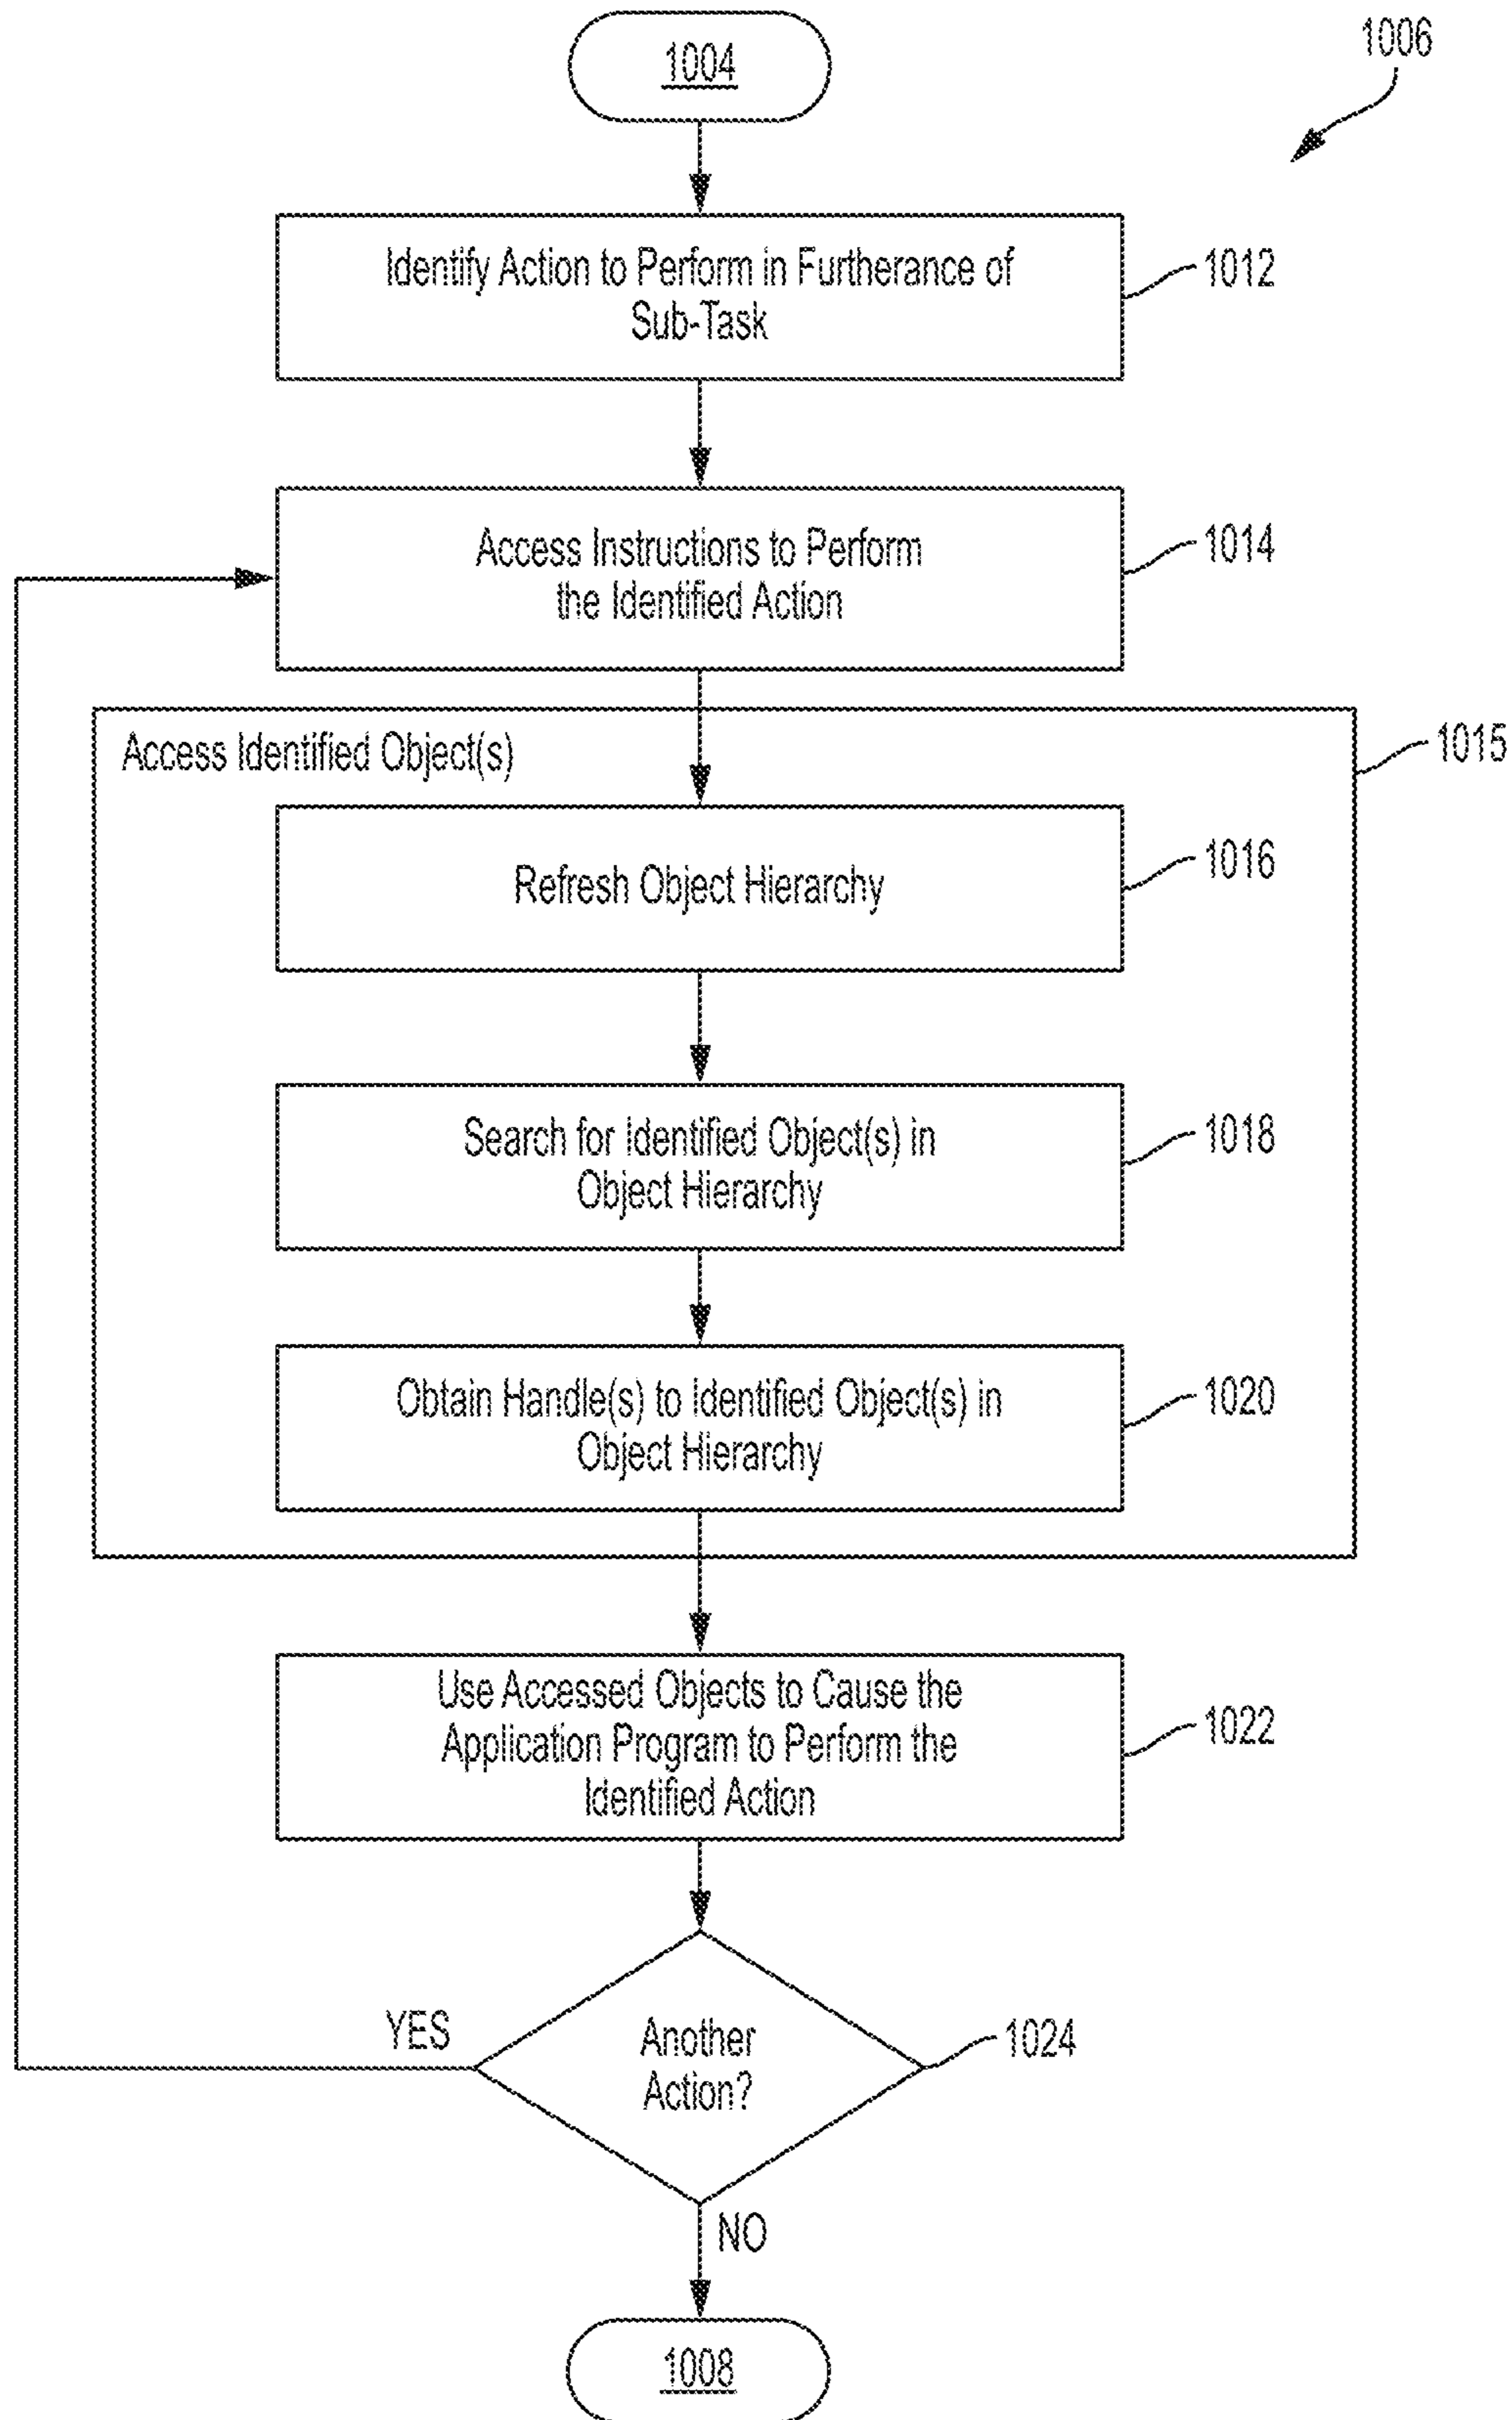 1004
1006
Identify Action to Perform in Furtherance of
Sub-Task
1012
Access Instructions to Perform
the Identified Action
1014
Access Identified Object(s)
1015
Refresh Object Hierarchy
1016
Search for Identified Object(s) in
Object Hierarchy
1018
Obtain Handle(s) to Identified Object(s) in
Object Hierarchy
1020
Use Accessed Objects to Cause the
Application Program to Perform the
Identified Action
1022
YES
Another
Action?
1024
NO
1008